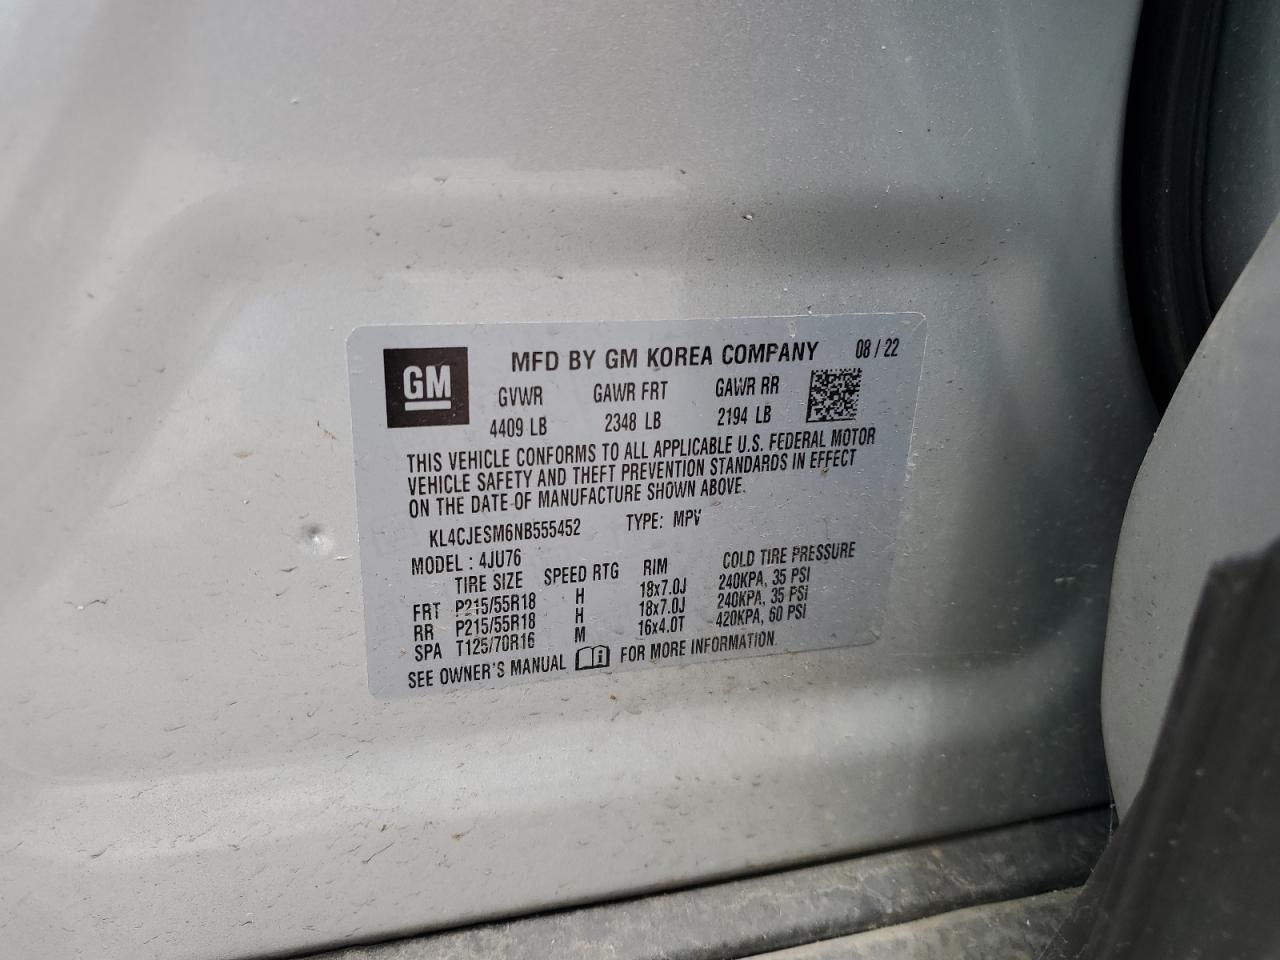 GM
MFD BY GM KOREA COMPANY 08 / 22
GVWR GAWR FRT GAWR RR
4409 LB 2348 LB 2194 LB
THIS VEHICLE CONFORMS TO ALL APPLICABLE U.S. FEDERAL MOTOR
VEHICLE SAFETY AND THEFT PREVENTION STANDARDS IN EFFECT
ON THE DATE OF MANUFACTURE SHOWN ABOVE.
KL4CJESM6NB555452 TYPE: MPV
MODEL : 4JU76
TIRE SIZE SPEED RTG RIM COLD TIRE PRESSURE
FRT P215/55R18 H 18x7.0J 240KPA, 35 PSI
RR P215/55R18 H 18x7.0J 240KPA, 35 PSI
SPA T125/70R16 M 16x4.0T 420KPA, 60 PSI
SEE OWNER'S MANUAL FOR MORE INFORMATION.